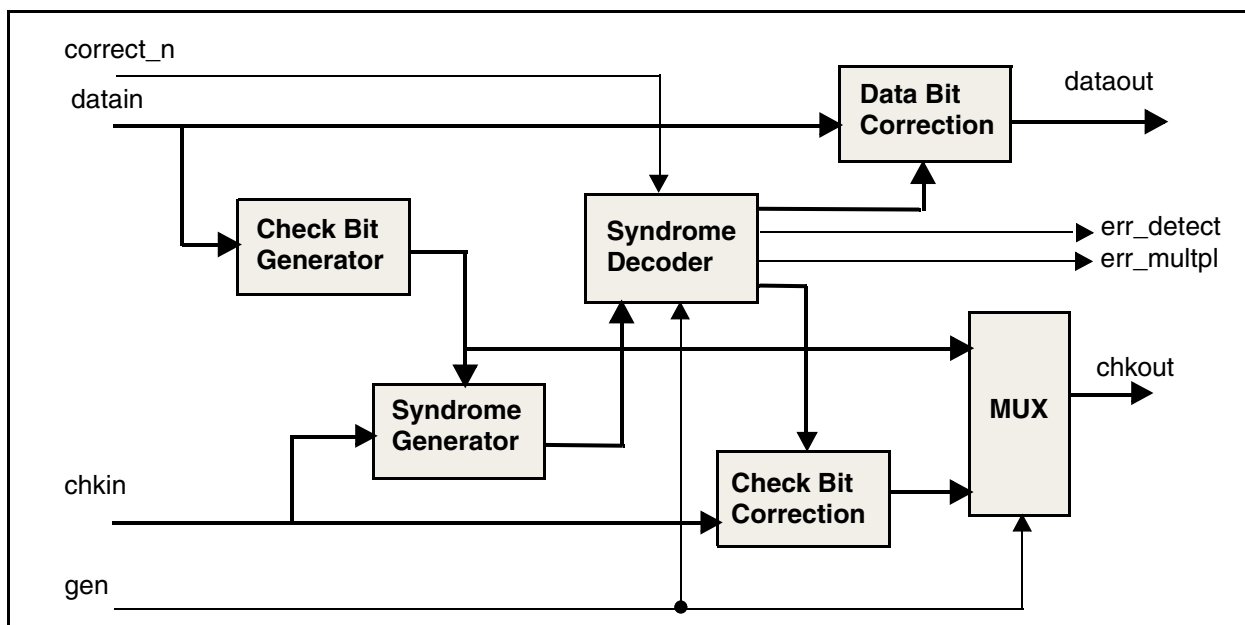 correct_n
datain
Data Bit
Correction
dataout
Check Bit
Generator
Syndrome
Decoder
err_detect
err_multpl
Syndrome
Generator
MUX
chkout
chkin
Check Bit
Correction
gen